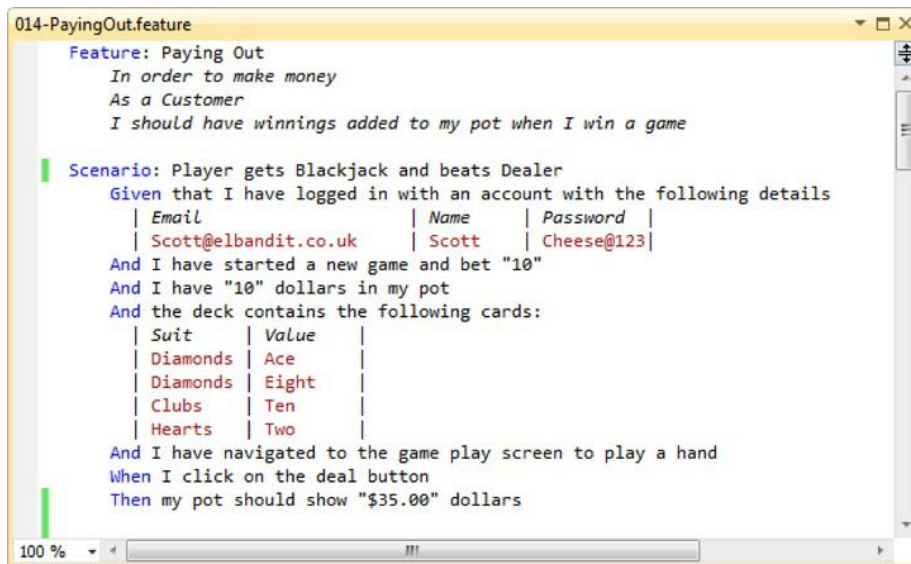 014-PayingOut.feature
Feature: Paying Out
In order to make money
As a Customer
I should have winnings added to my pot when I win a game
Scenario: Player gets Blackjack and beats Dealer
Given that I have logged in with an account with the following details
| Email | Name | Password |
| Scott@elbandit.co.uk | Scott | Cheese@123|
And I have started a new game and bet "10"
And I have "10" dollars in my pot
And the deck contains the following cards:
| Suit | Value |
| Diamonds | Ace |
| Diamonds | Eight |
| Clubs | Ten |
| Hearts | Two |
And I have navigated to the game play screen to play a hand
When I click on the deal button
Then my pot should show "$35.00" dollars
100 %